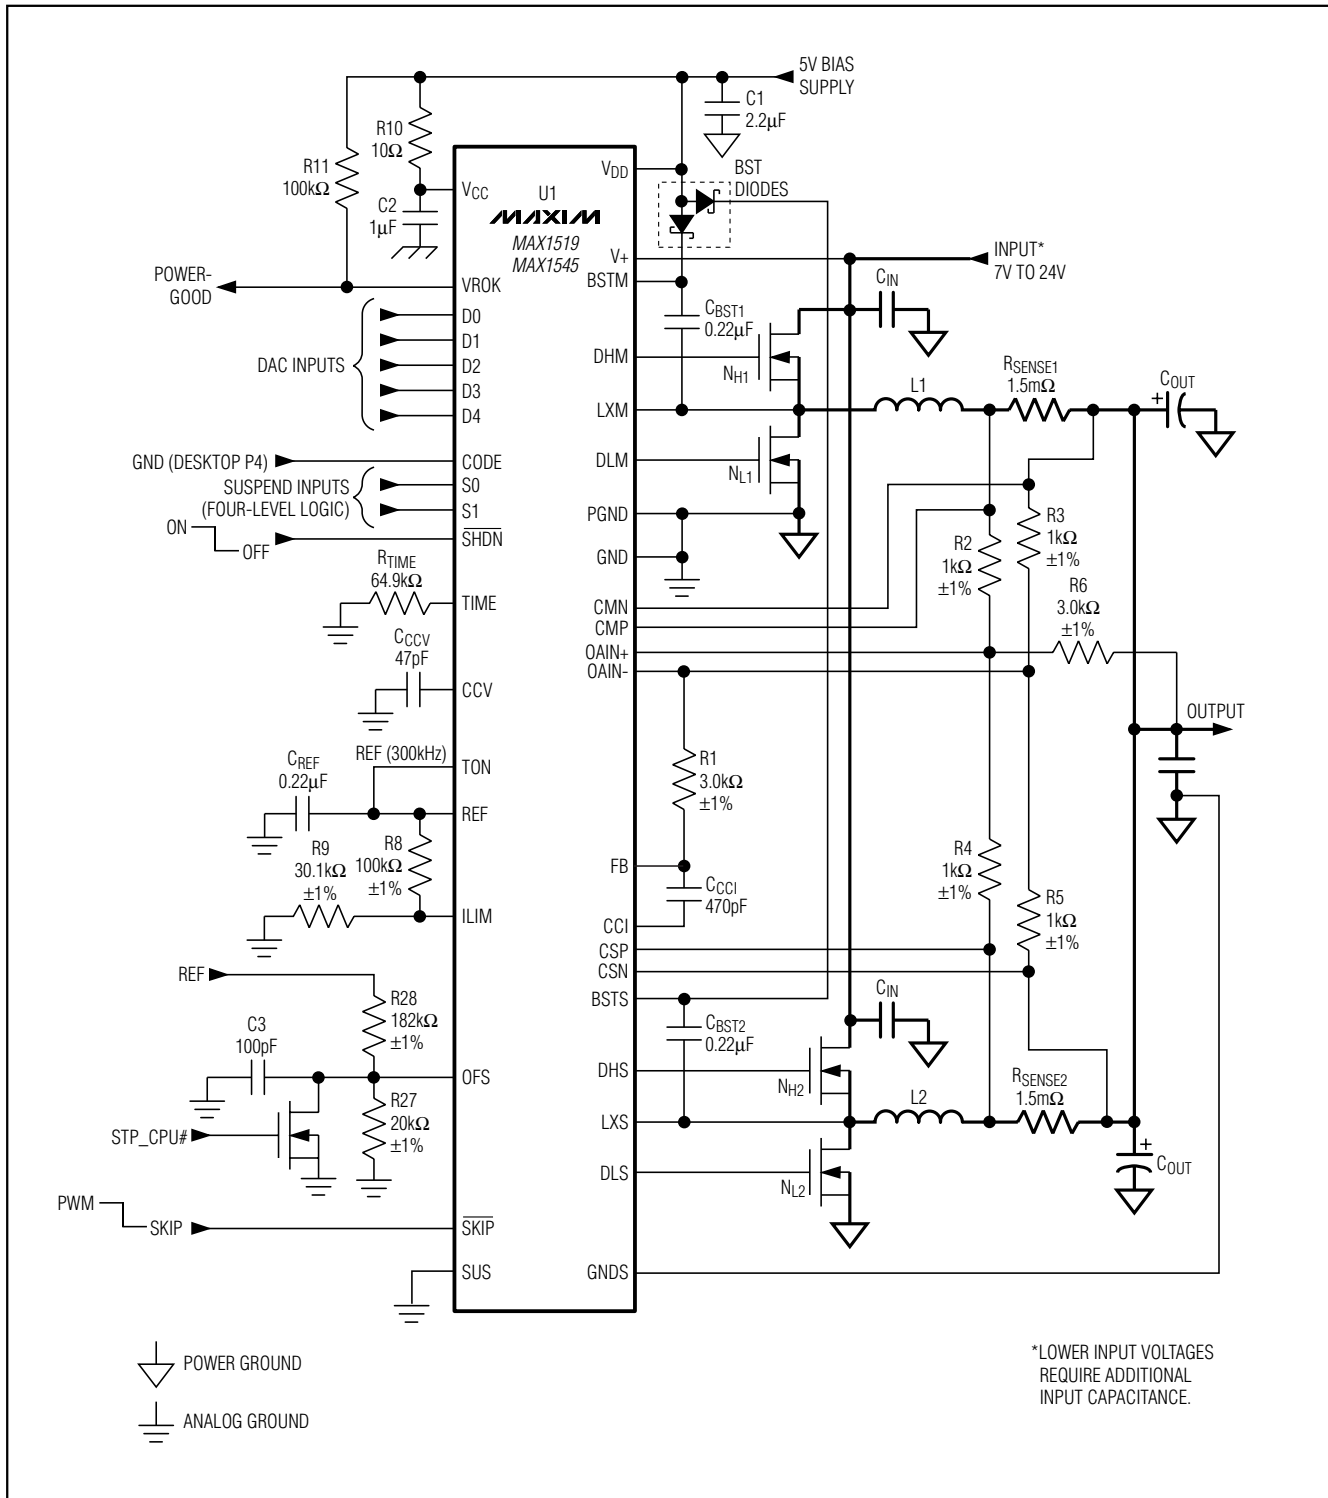 5V BIAS
SUPPLY
C1
2.2µF
R10
10Ω
R11
100kΩ
C2
1µF
VCC
U1
MAXIM
MAX1519
MAX1545
VDD
BST
DIODES
V+
INPUT*
7V TO 24V
BSTM
CIN
POWER-
GOOD
VROK
CBST1
0.22µF
DAC INPUTS
D0
D1
D2
D3
D4
DHM
NH1
RSENSE1
1.5mΩ
L1
COUT
+
LXM
DLM
NL1
GND (DESKTOP P4)
CODE
SUSPEND INPUTS
(FOUR-LEVEL LOGIC)
S0
S1
ON
OFF
SHDN
PGND
GND
R2
1kΩ
±1%
R3
1kΩ
±1%
R6
3.0kΩ
±1%
RTIME
64.9kΩ
TIME
CMN
CMP
OAIN+
OAIN-
CCCV
47pF
CCV
OUTPUT
REF (300kHz)
TON
CREF
0.22µF
REF
R1
3.0kΩ
±1%
R9
30.1kΩ
±1%
R8
100kΩ
±1%
ILIM
FB
CCCI
470pF
CCI
R4
1kΩ
±1%
R5
1kΩ
±1%
CSP
CSN
REF
R28
182kΩ
±1%
BSTS
CIN
C3
100pF
OFS
CBST2
0.22µF
DHS
NH2
RSENSE2
1.5mΩ
L2
R27
20kΩ
±1%
STP_CPU#
LXS
DLS
NL2
+
COUT
PWM
SKIP
SKIP
SUS
GNDS
POWER GROUND
ANALOG GROUND
*LOWER INPUT VOLTAGES
REQUIRE ADDITIONAL
INPUT CAPACITANCE.